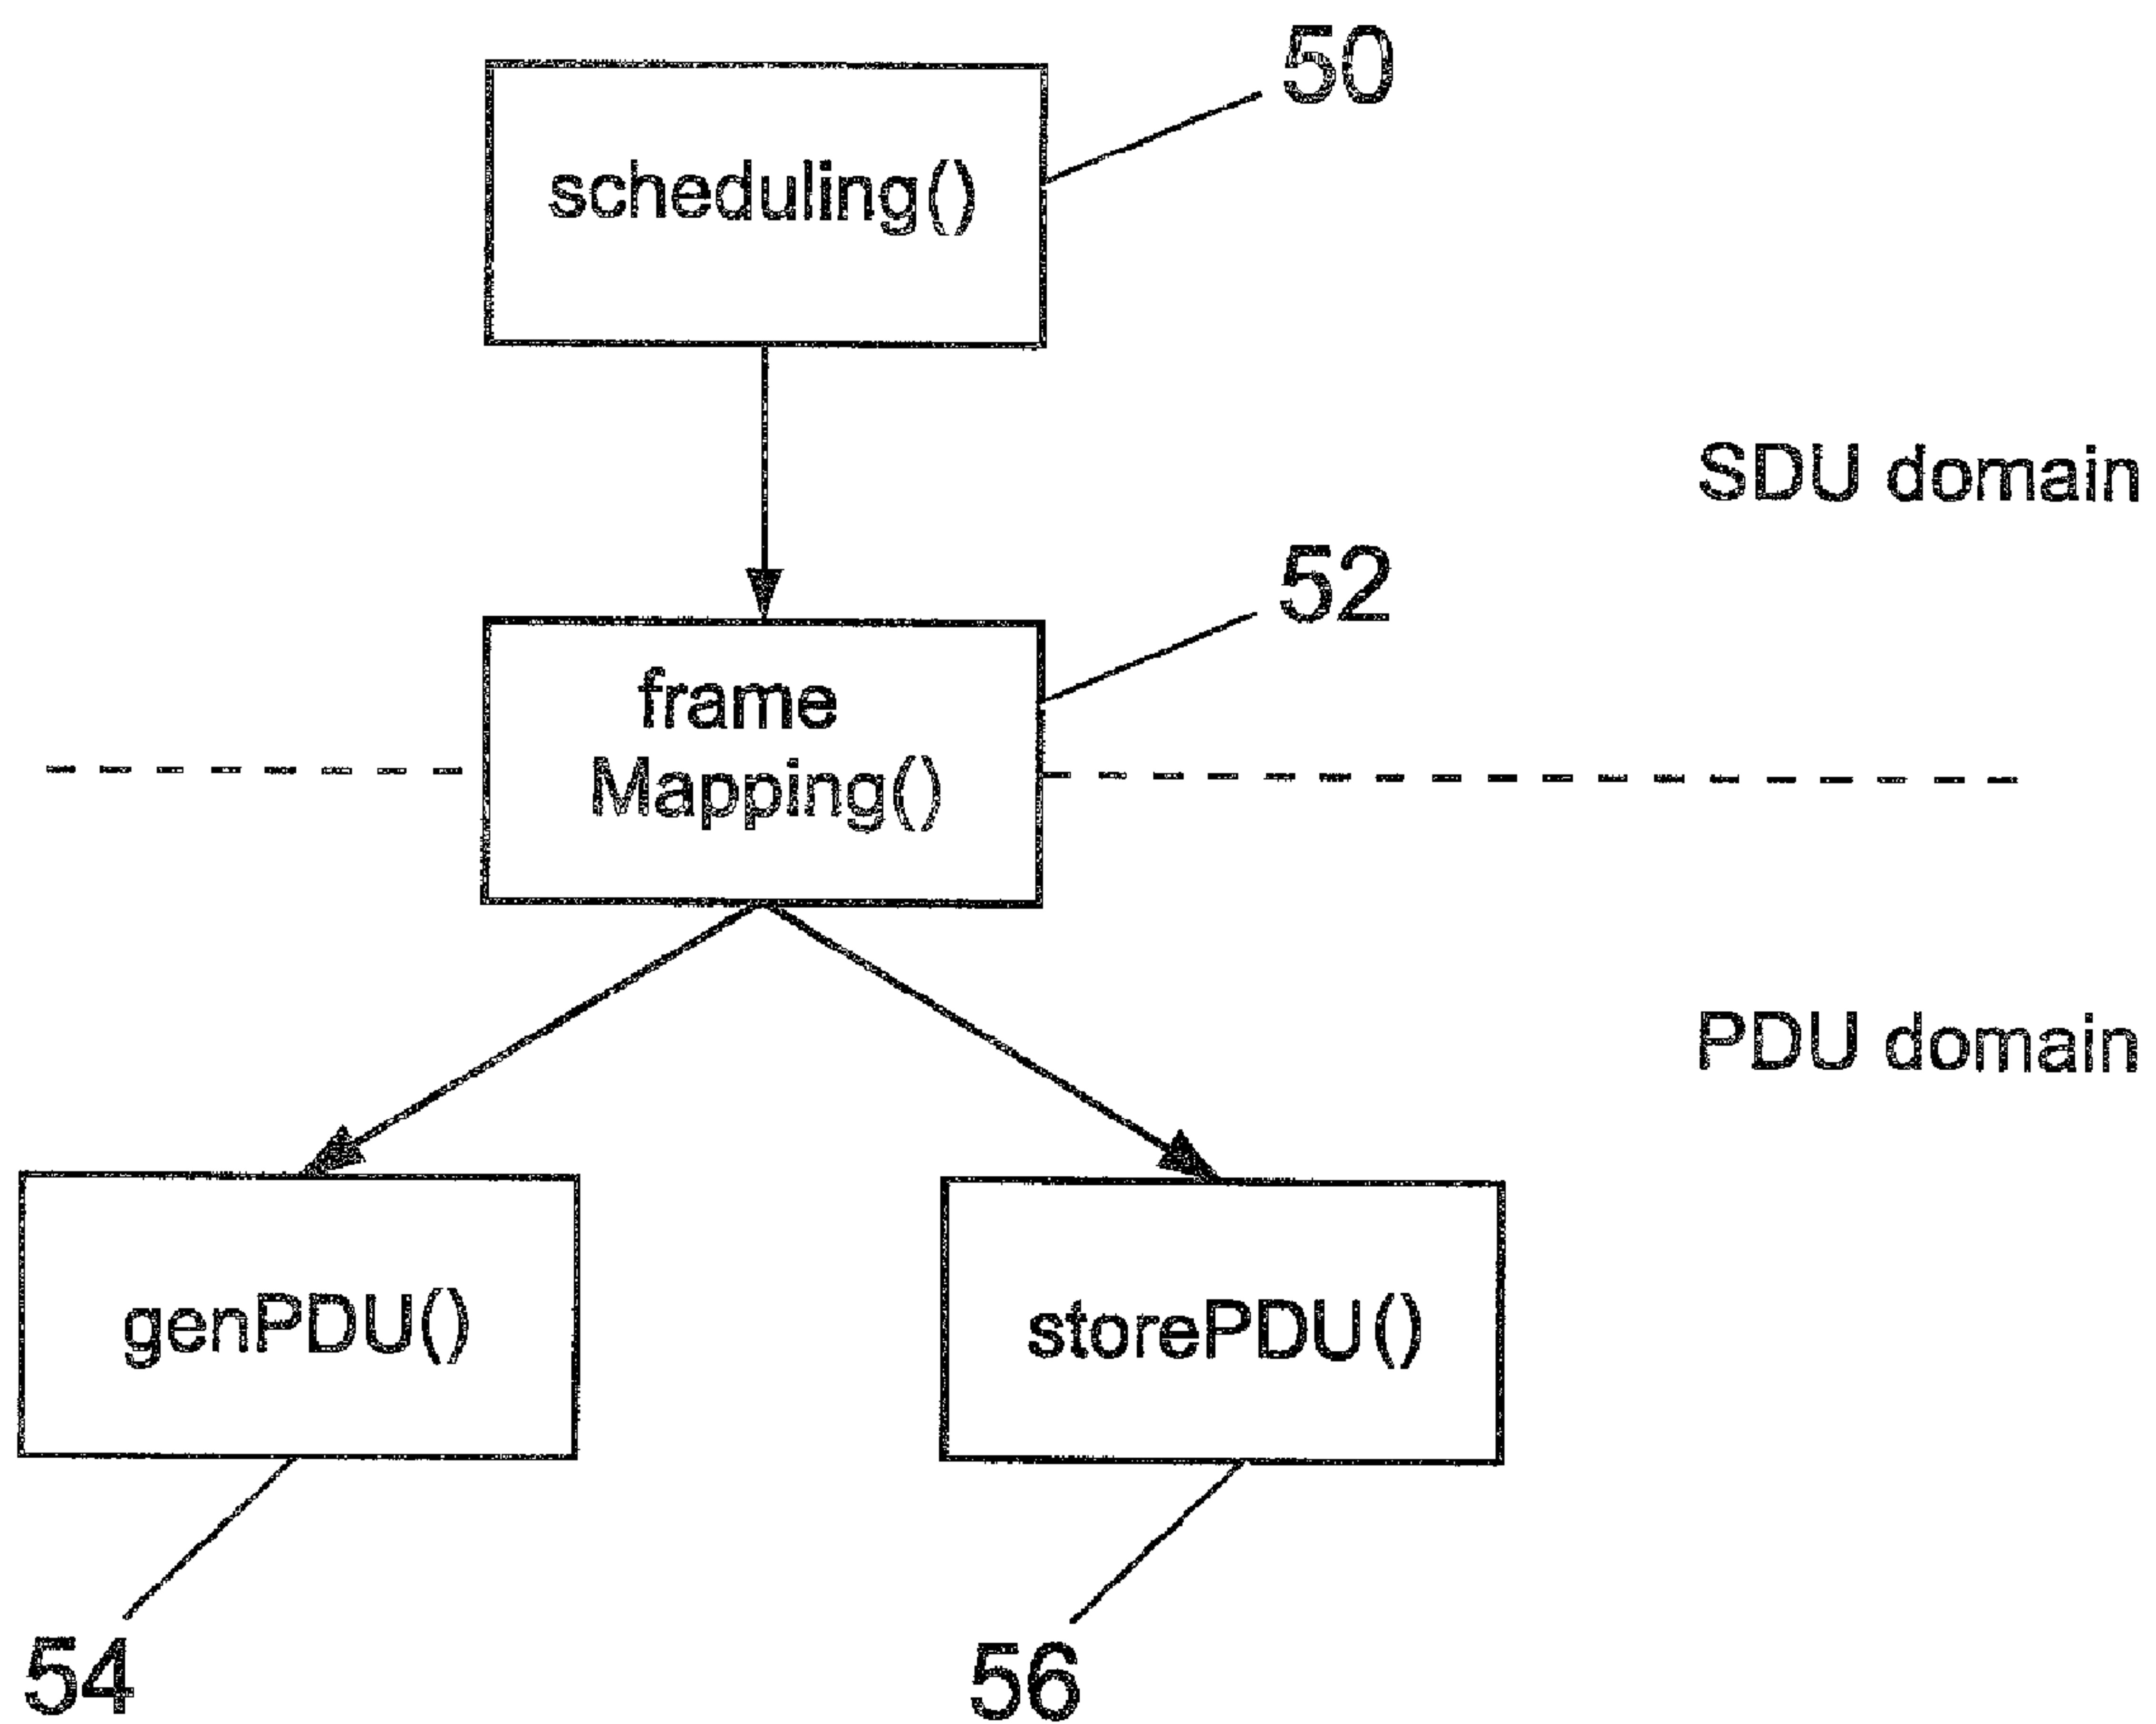 50
scheduling()
SDU domain
52
frame
Mapping()
PDU domain
genPDU()
storePDU()
54
56